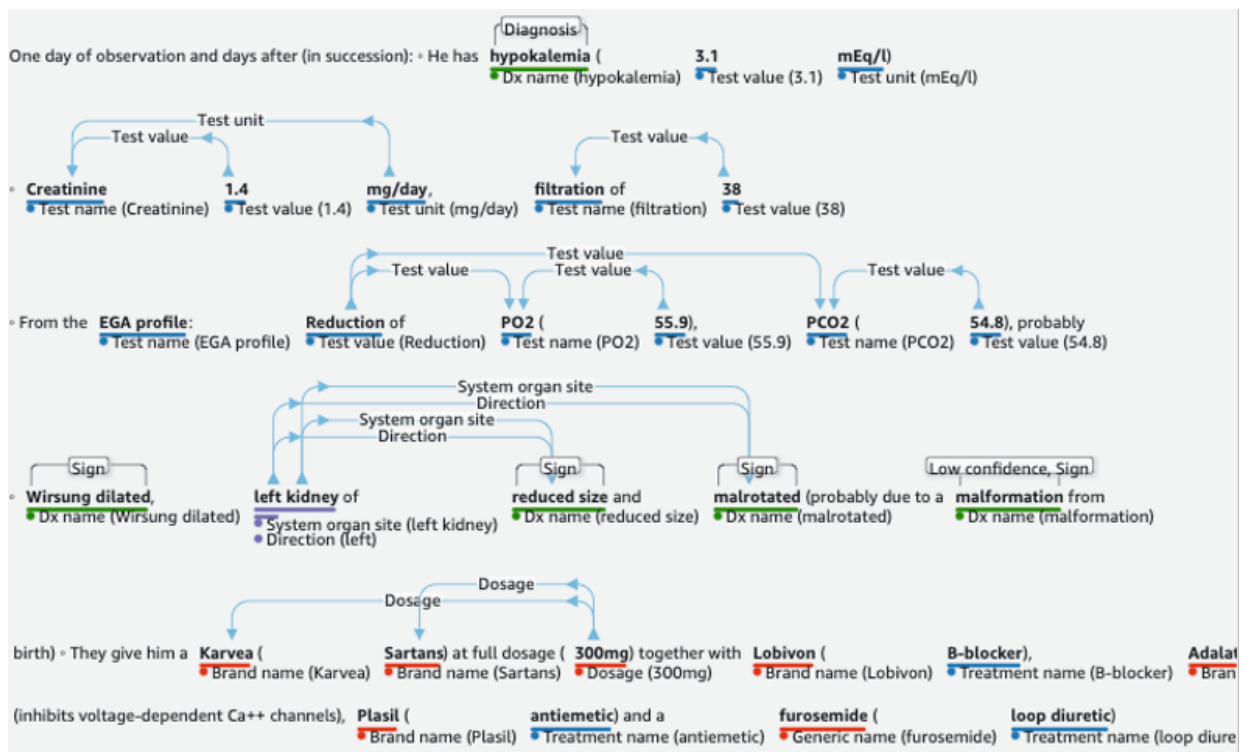 Diagnosis
One day of observation and days after (in succession): ◦ He has hypokalemia ( 3.1 mEq/l)
Dx name (hypokalemia) Test value (3.1) Test unit (mEq/l)
Test unit
Test value Test value
◦ Creatinine 1.4 mg/day, filtration of 38
Test name (Creatinine) Test value (1.4) Test unit (mg/day) Test name (filtration) Test value (38)
Test value
Test value Test value Test value
◦ From the EGA profile: Reduction of PO2 ( 55.9), PCO2 ( 54.8), probably
Test name (EGA profile) Test value (Reduction) Test name (PO2) Test value (55.9) Test name (PCO2) Test value (54.8)
System organ site
Direction
System organ site
Direction
Sign Sign Sign Low confidence, Sign
◦ Wirsung dilated, left kidney of reduced size and malrotated (probably due to a malformation from
Dx name (Wirsung dilated) System organ site (left kidney) Dx name (reduced size) Dx name (malrotated) Dx name (malformation)
Direction (left)
Dosage
Dosage
birth) ◦ They give him a Karvea ( Sartans) at full dosage ( 300mg) together with Lobivon ( B-blocker), Adalat
Brand name (Karvea) Brand name (Sartans) Dosage (300mg) Brand name (Lobivon) Treatment name (B-blocker) Bran
(inhibits voltage-dependent Ca++ channels), Plasil ( antiemetic) and a furosemide ( loop diuretic)
Brand name (Plasil) Treatment name (antiemetic) Generic name (furosemide) Treatment name (loop diure